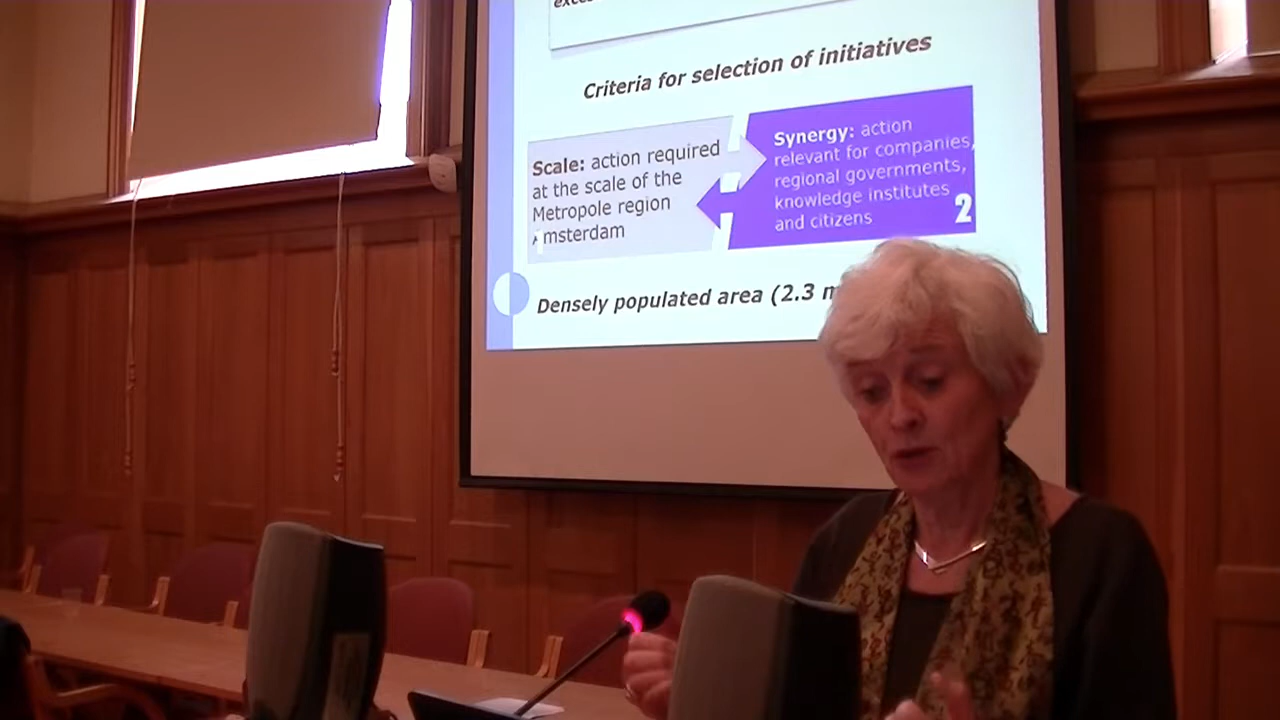 Criteria for selection of initiatives
Scale: action required
at the scale of the
Metropole region
Amsterdam
Synergy: action
relevant for companies,
regional governments,
knowledge institutes
and citizens
2
Densely populated area (2.3